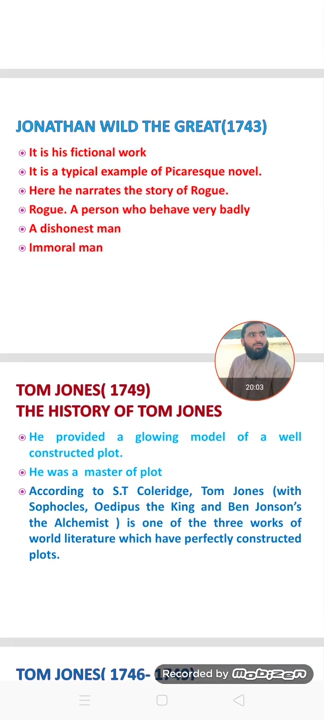 JONATHAN WILD THE GREAT(1743)
It is his fictional work
It is a typical example of Picaresque novel.
Here he narrates the story of Rogue.
Rogue. A person who behave very badly
A dishonest man
Immoral man
20:03
TOM JONES( 1749)
THE HISTORY OF TOM JONES
He provided a glowing model of a well
constructed plot.
He was a master of plot
According to S.T Coleridge, Tom Jones (with
Sophocles, Oedipus the King and Ben Jonson's
the Alchemist ) is one of the three works of
world literature which have perfectly constructed
plots.
TOM JONES( 1746- 1749)
Recorded by mobizen